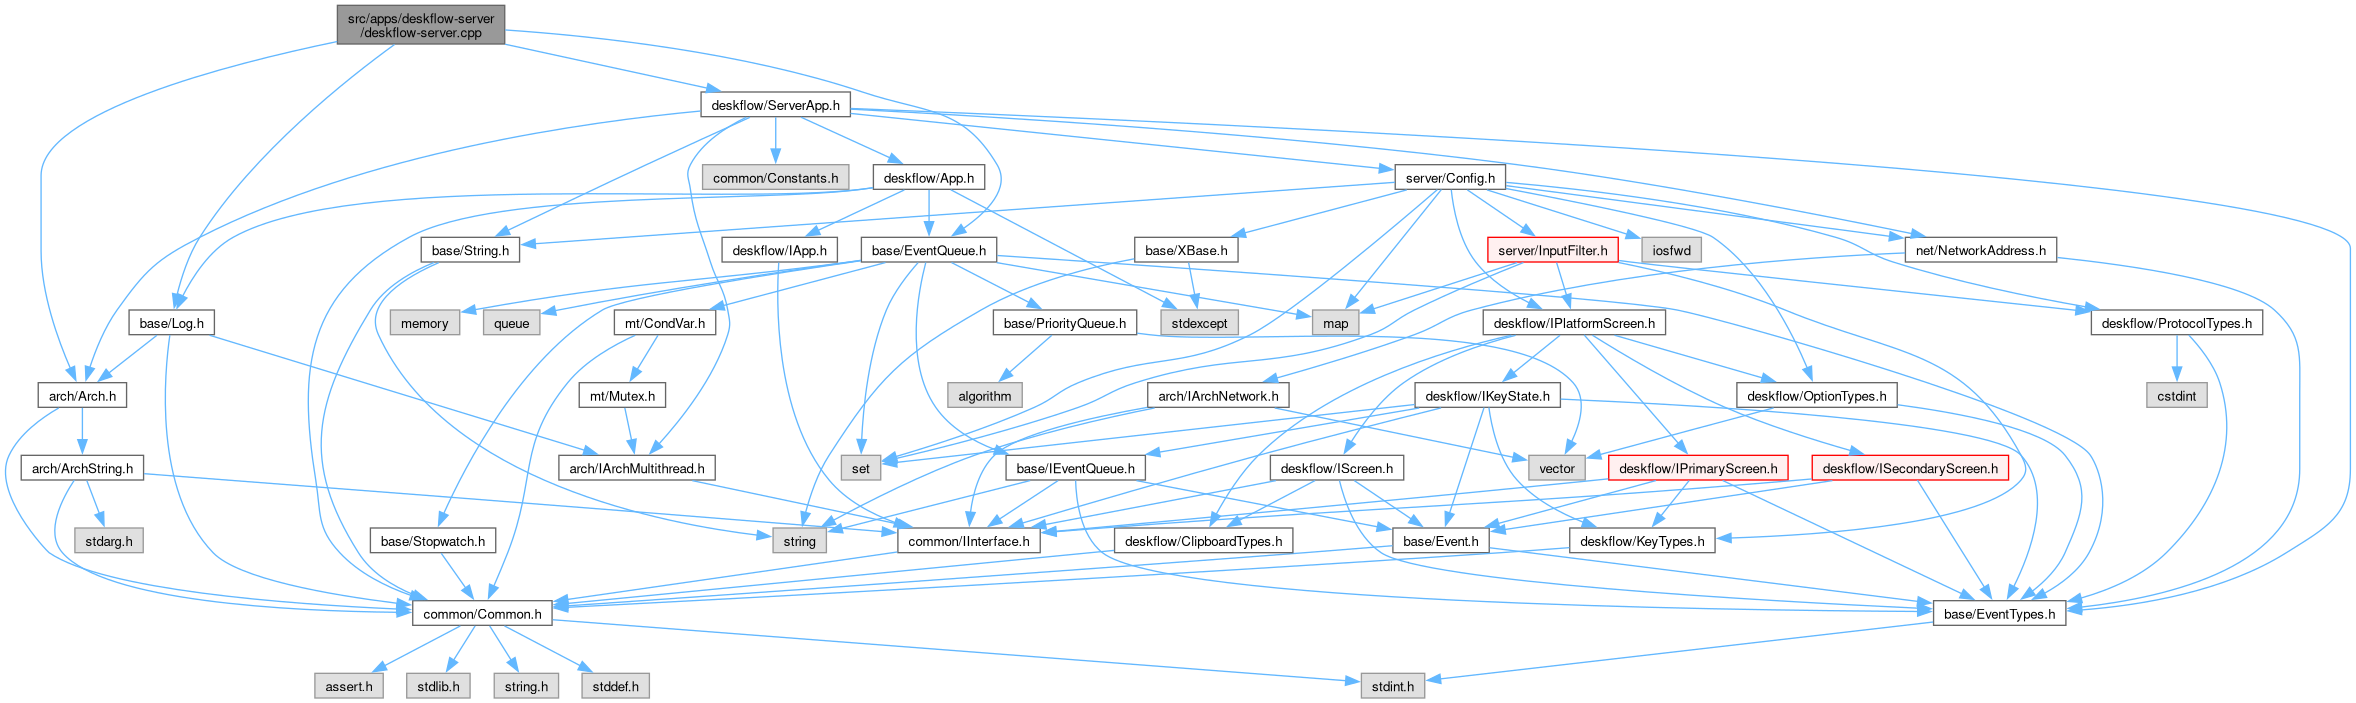 src/apps/deskflow-server
/deskflow-server.cpp
deskflow/ServerApp.h
common/Constants.h
deskflow/App.h
server/Config.h
base/String.h
deskflow/IApp.h
base/EventQueue.h
base/XBase.h
server/InputFilter.h
iosfwd
net/NetworkAddress.h
base/Log.h
memory
queue
mt/CondVar.h
base/PriorityQueue.h
stdexcept
map
deskflow/IPlatformScreen.h
deskflow/ProtocolTypes.h
arch/Arch.h
mt/Mutex.h
algorithm
arch/IArchNetwork.h
deskflow/IKeyState.h
deskflow/OptionTypes.h
cstdint
arch/ArchString.h
arch/IArchMultithread.h
set
base/IEventQueue.h
deskflow/IScreen.h
vector
deskflow/IPrimaryScreen.h
deskflow/ISecondaryScreen.h
stdarg.h
base/Stopwatch.h
string
common/IInterface.h
deskflow/ClipboardTypes.h
base/Event.h
deskflow/KeyTypes.h
common/Common.h
base/EventTypes.h
assert.h
stdlib.h
string.h
stddef.h
stdint.h